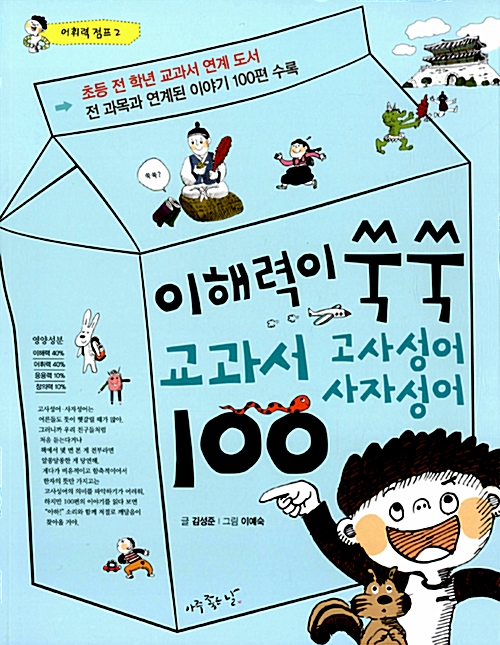 어휘력 점프 2
초등 전 학년 교과서 연계 도서
전 과목과 연계된 이야기 100편 수록
쑥쑥?
이해력이 쑥쑥
교과서 고사성어
사자성어
100
영양성분
이해력 40%
어휘력 40%
응용력 10%
창의력 10%
고사성어·사자성어는
어른들도 뜻이 헷갈릴 때가 많아.
그러니까 우리 친구들처럼
처음 듣는다거나
책에서 몇 번 본 게 전부라면
알쏭달쏭한 게 당연해.
게다가 비유적이고 함축적이어서
한자의 뜻만 가지고는
고사성어의 의미를 파악하기가 어려워.
하지만 100편의 이야기를 읽다 보면
"아하!" 소리와 함께 저절로 깨달음이
찾아올 거야.
글 김성준 | 그림 이예숙
아주 좋은 날